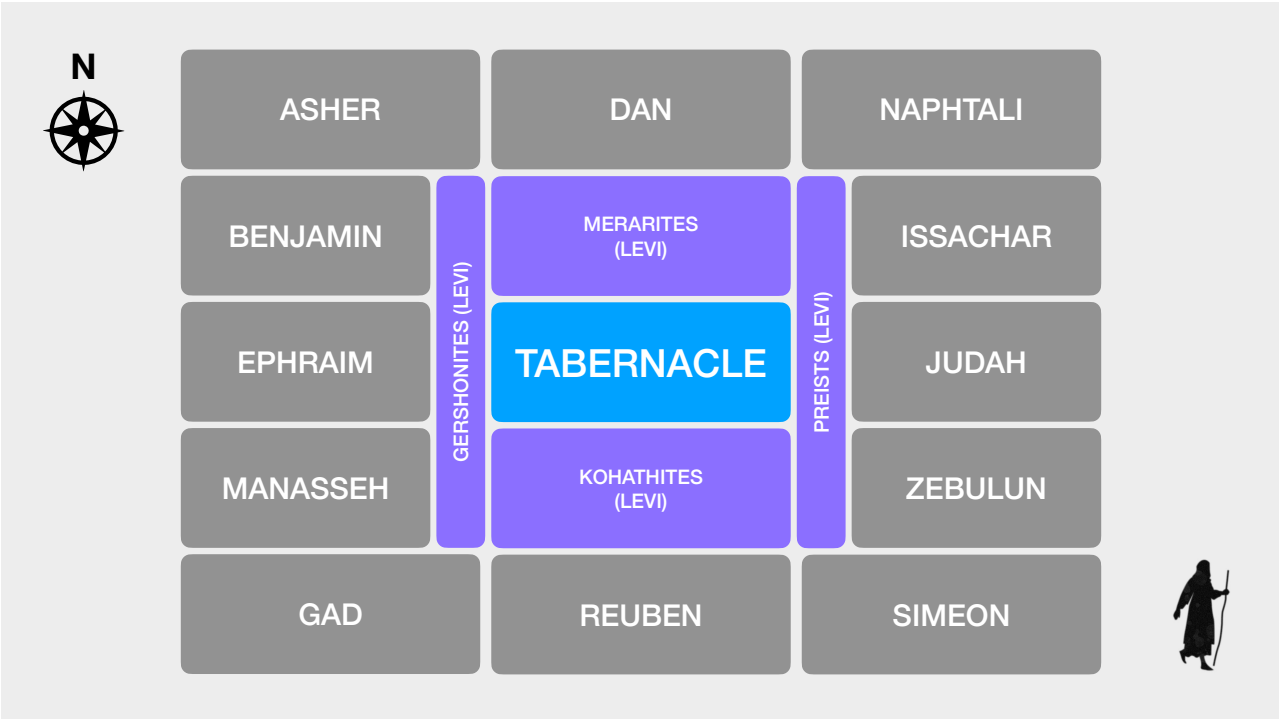 N
ASHER
DAN
NAPHTALI
BENJAMIN
GERSHONITES (LEVI)
MERARITES
(LEVI)
PREISTS (LEVI)
ISSACHAR
EPHRAIM
TABERNACLE
JUDAH
MANASSEH
KOHATHITES
(LEVI)
ZEBULUN
GAD
REUBEN
SIMEON